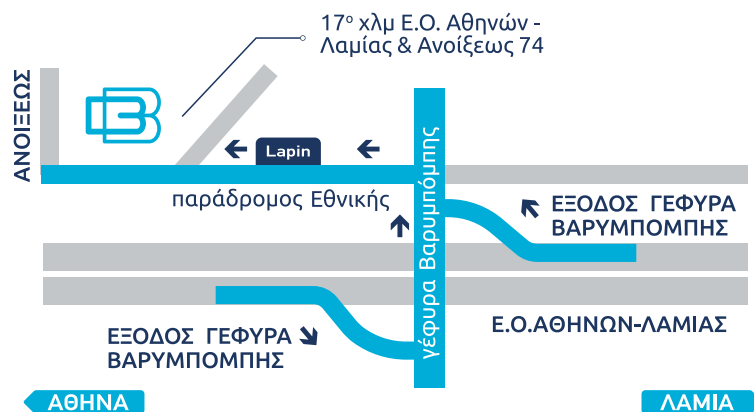 17ο χλμ Ε.Ο. Αθηνών -
Λαμίας & Ανοίξεως 74
ΑΝΟΙΞΕΩΣ
Lapin
παράδρομος Εθνικής
γέφυρα Βαρυμπόμπης
ΕΞΟΔΟΣ ΓΕΦΥΡΑ
ΒΑΡΥΜΠΟΜΠΗΣ
Ε.Ο.ΑΘΗΝΩΝ-ΛΑΜΙΑΣ
ΕΞΟΔΟΣ ΓΕΦΥΡΑ
ΒΑΡΥΜΠΟΜΠΗΣ
ΑΘΗΝΑ
ΛΑΜΙΑ